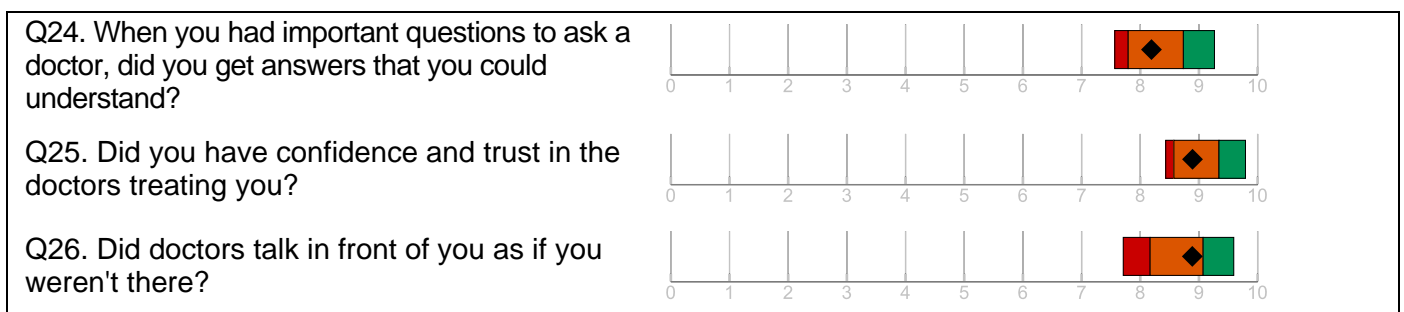 Q24. When you had important questions to ask a
doctor, did you get answers that you could
understand?
0 1 2 3 4 5 6 7 8 9 10
Q25. Did you have confidence and trust in the
doctors treating you?
0 1 2 3 4 5 6 7 8 9 10
Q26. Did doctors talk in front of you as if you
weren't there?
0 1 2 3 4 5 6 7 8 9 10